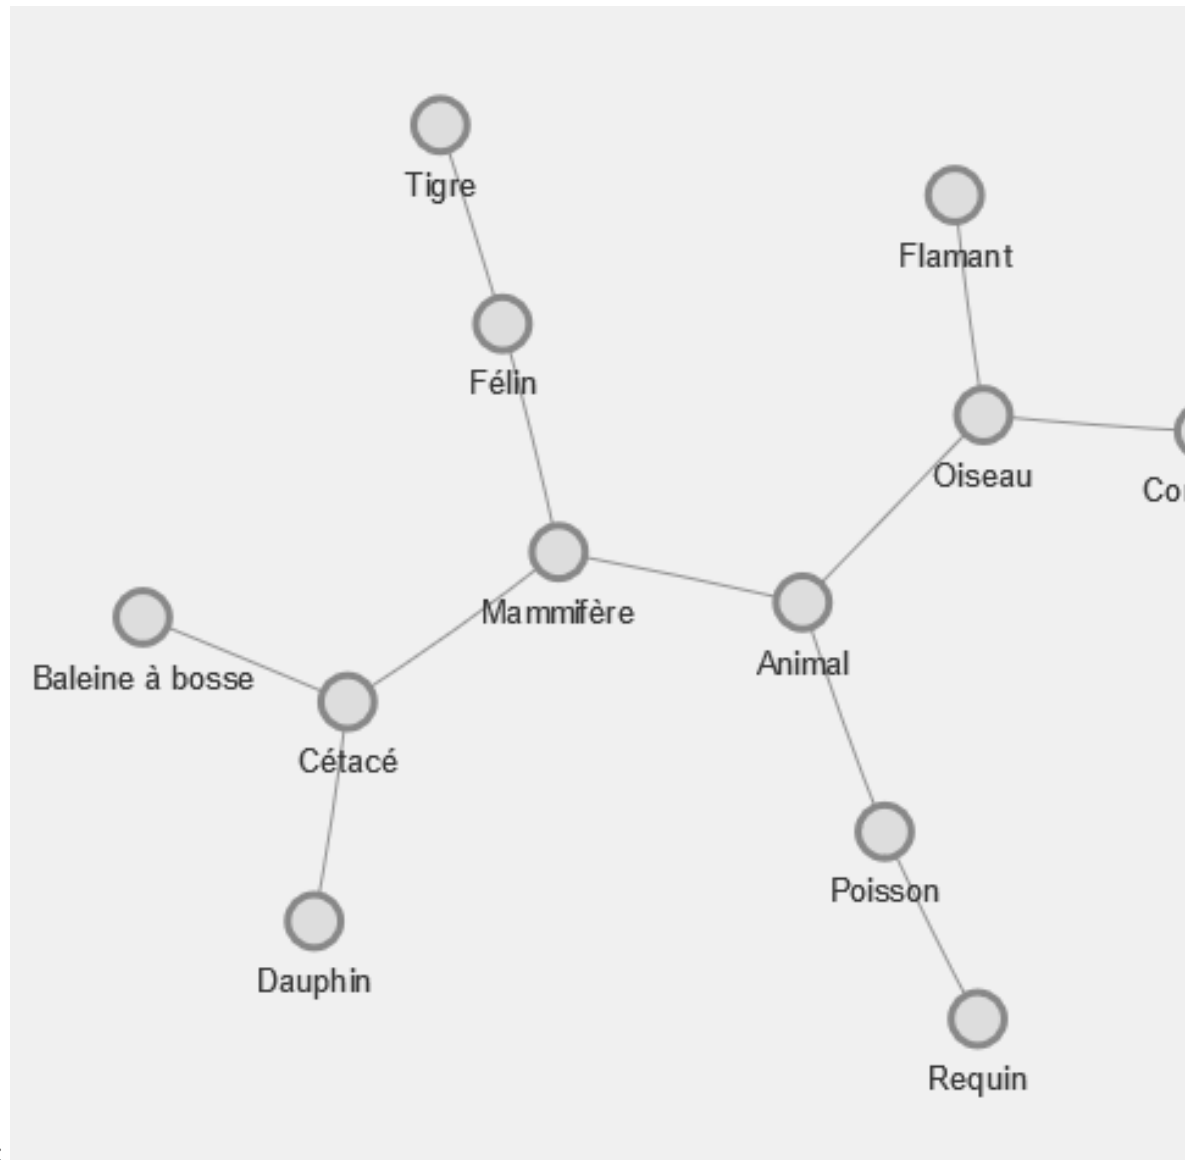 Tigre
Flamant
Félin
Oiseau
Mammifère
Animal
Baleine à bosse
Cétacé
Poisson
Dauphin
Requin